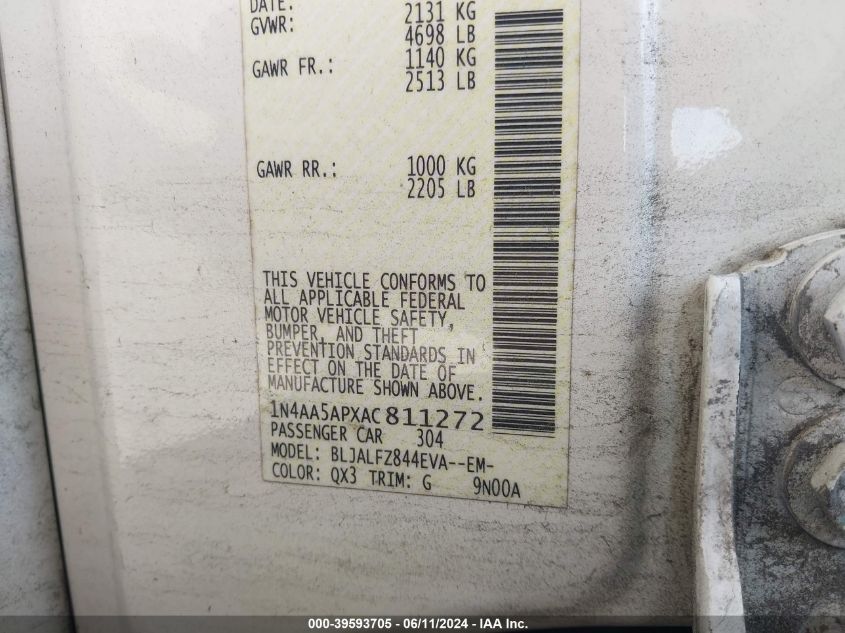 DATE:
GVWR: 2131 KG
4698 LB
GAWR FR.: 1140 KG
2513 LB
GAWR RR.: 1000 KG
2205 LB
THIS VEHICLE CONFORMS TO
ALL APPLICABLE FEDERAL
MOTOR VEHICLE SAFETY,
BUMPER, AND THEFT
PREVENTION STANDARDS IN
EFFECT ON THE DATE OF
MANUFACTURE SHOWN ABOVE.
1N4AA5APXAC811272
PASSENGER CAR 304
MODEL: BLJALFZ844EVA--EM-
COLOR: QX3 TRIM: G 9N00A
000-39593705 - 06/11/2024 - IAA Inc.